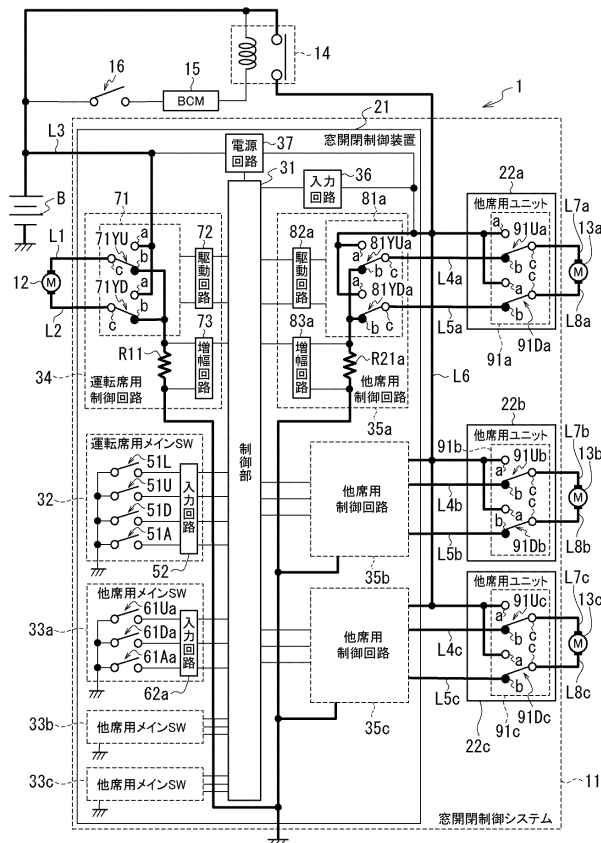 14
16
15
BCM
1
L3
21
窓開閉制御装置
電源
回路
37
31
入力
回路
36
B
71
72
81a
82a
22a
他席用ユニット
L7a
13a
71YU
a
b
c
駆動
回路
駆動
回路
81YUa
a
b
c
a
91Ua
b
c
L1
12
M
L2
71YD
a
b
c
73
増幅
回路
83a
増幅
回路
81YDa
a
b
c
L4a
L5a
a
b
c
91Da
91a
M
L8a
R11
R21a
34
運転席用
制御回路
他席用
制御回路
35a
L6
制御部
運転席用メインSW
32
51L
51U
51D
51A
入力
回路
52
他席用
制御回路
35b
22b
他席用ユニット
91b
a
91Ub
b
c
a
b
c
91Db
L4b
L5b
L7b
13b
M
L8b
他席用メインSW
33a
61Ua
61Da
61Aa
入力
回路
62a
他席用
制御回路
35c
他席用ユニット
a
91Uc
b
c
a
b
c
91Dc
91c
22c
L4c
L5c
L7c
13c
M
L8c
33b
他席用メインSW
33c
他席用メインSW
11
窓開閉制御システム